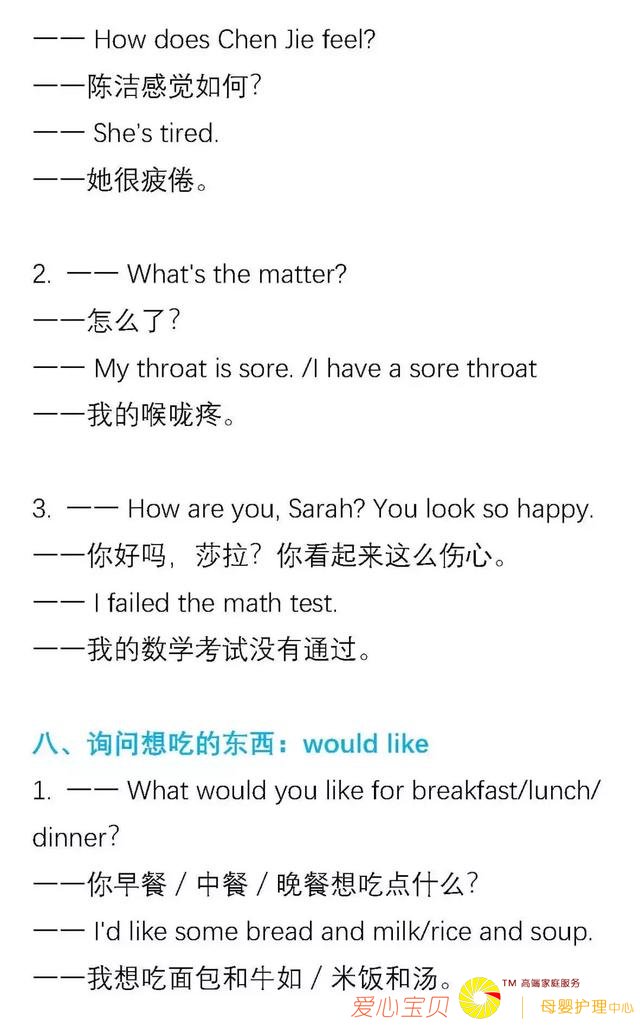 —— How does Chen Jie feel?
——陈洁感觉如何?
—— She's tired.
——她很疲倦。
2. —— What's the matter?
——怎么了?
—— My throat is sore. /I have a sore throat
——我的喉咙疼。
3. —— How are you, Sarah? You look so happy.
——你好吗，莎拉? 你看起来这么伤心。
—— I failed the math test.
——我的数学考试没有通过。
八、询问想吃的东西：would like
1. —— What would you like for breakfast/lunch/
dinner?
——你早餐 / 中餐 / 晚餐想吃点什么?
—— I'd like some bread and milk/rice and soup.
——我想吃面包和牛如 / 米饭和汤。
爱心宝贝 TM 高端家庭服务
母婴护理中心